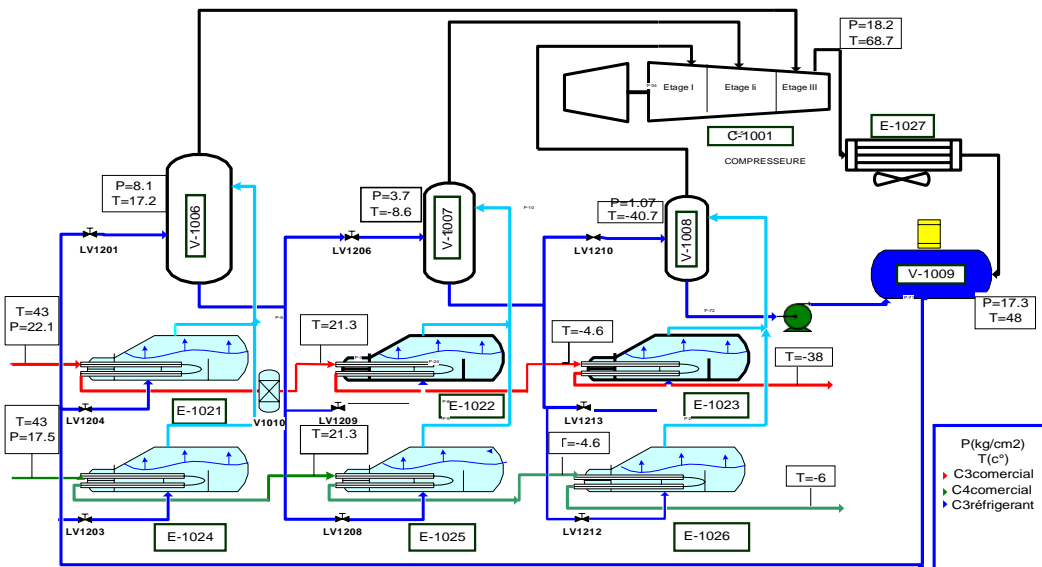 P=18.2
T=68.7
Etage I
Etage Ii
Etage III
P-34
C-1001
COMPRESSEURE
E-1027
P=8.1
T=17.2
V-1006
P=3.7
T=-8.6
V-1007
P-10
P=1.07
T=-40.7
V-1008
LV1201
LV1206
LV1210
V-1009
P=17.3
T=48
P-72
T=43
P=22.1
T=21.3
T=-4.6
T=-38
E-1021
V1010
E-1022
E-1023
LV1204
LV1209
LV1213
T=43
P=17.5
T=21.3
T=-4.6
T=-6
LV1203
E-1024
LV1208
E-1025
LV1212
E-1026
P(kg/cm2)
T(c°)
C3comercial
C4comercial
C3réfrigerant